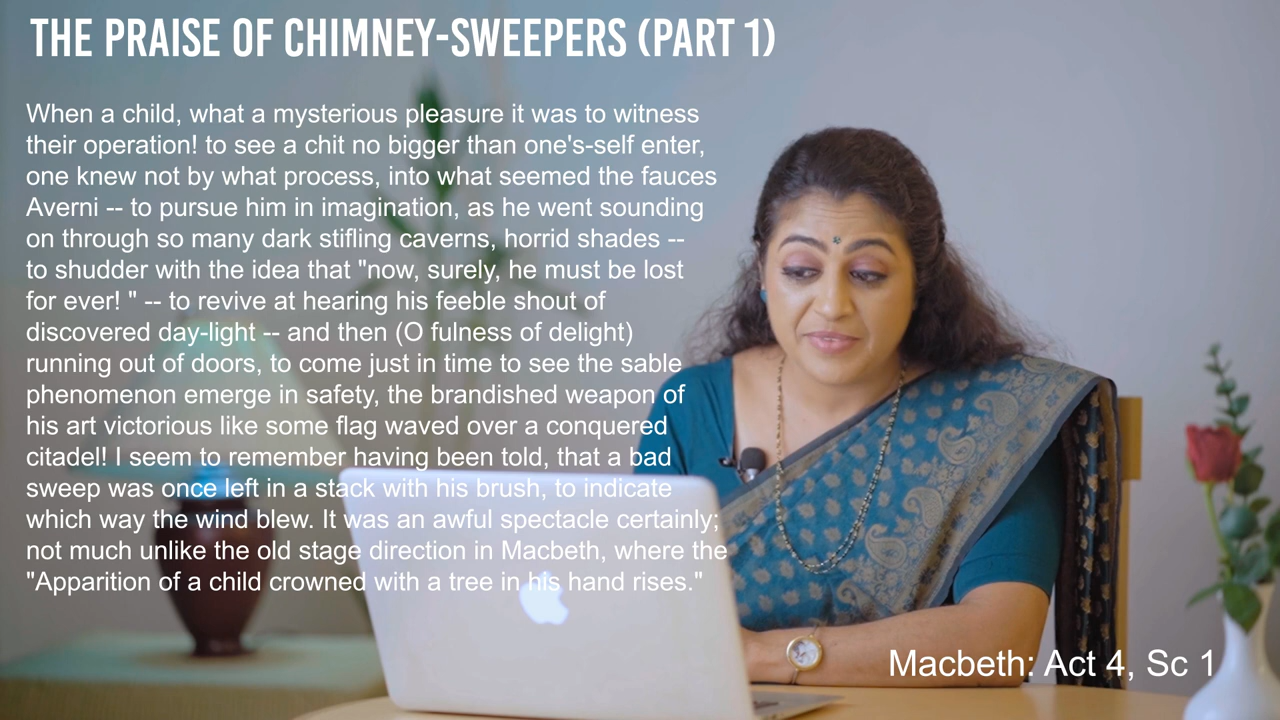 THE PRAISE OF CHIMNEY-SWEEPERS (PART 1)
When a child, what a mysterious pleasure it was to witness
their operation! to see a chit no bigger than one's-self enter,
one knew not by what process, into what seemed the fauces
Averni -- to pursue him in imagination, as he went sounding
on through so many dark stifling caverns, horrid shades --
to shudder with the idea that "now, surely, he must be lost
for ever! " -- to revive at hearing his feeble shout of
discovered day-light -- and then (O fulness of delight)
running out of doors, to come just in time to see the sable
phenomenon emerge in safety, the brandished weapon of
his art victorious like some flag waved over a conquered
citadel! I seem to remember having been told, that a bad
sweep was once left in a stack with his brush, to indicate
which way the wind blew. It was an awful spectacle certainly;
not much unlike the old stage direction in Macbeth, where the
"Apparition of a child crowned with a tree in his hand rises."
Macbeth: Act 4, Sc 1